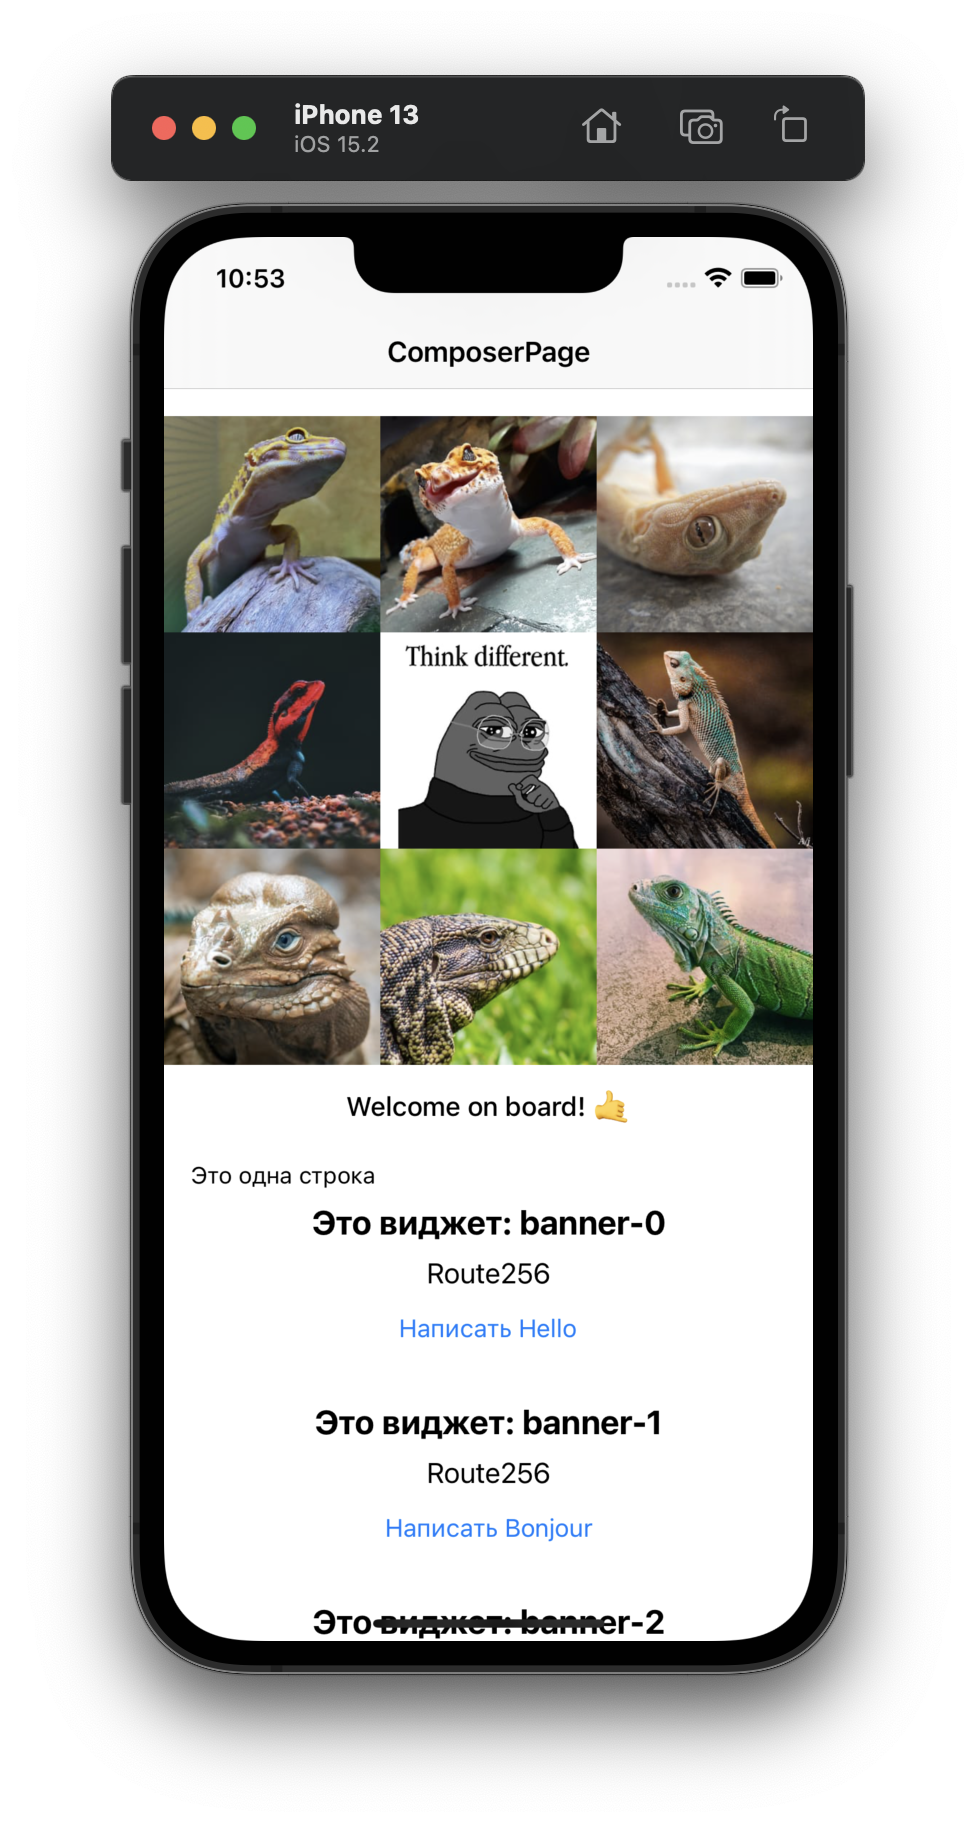 iPhone 13
iOS 15.2
10:53
ComposerPage
Think different.
Welcome on board! 🤙
Это одна строка
Это виджет: banner-0
Route256
Написать Hello
Это виджет: banner-1
Route256
Написать Bonjour
Это виджет: banner-2